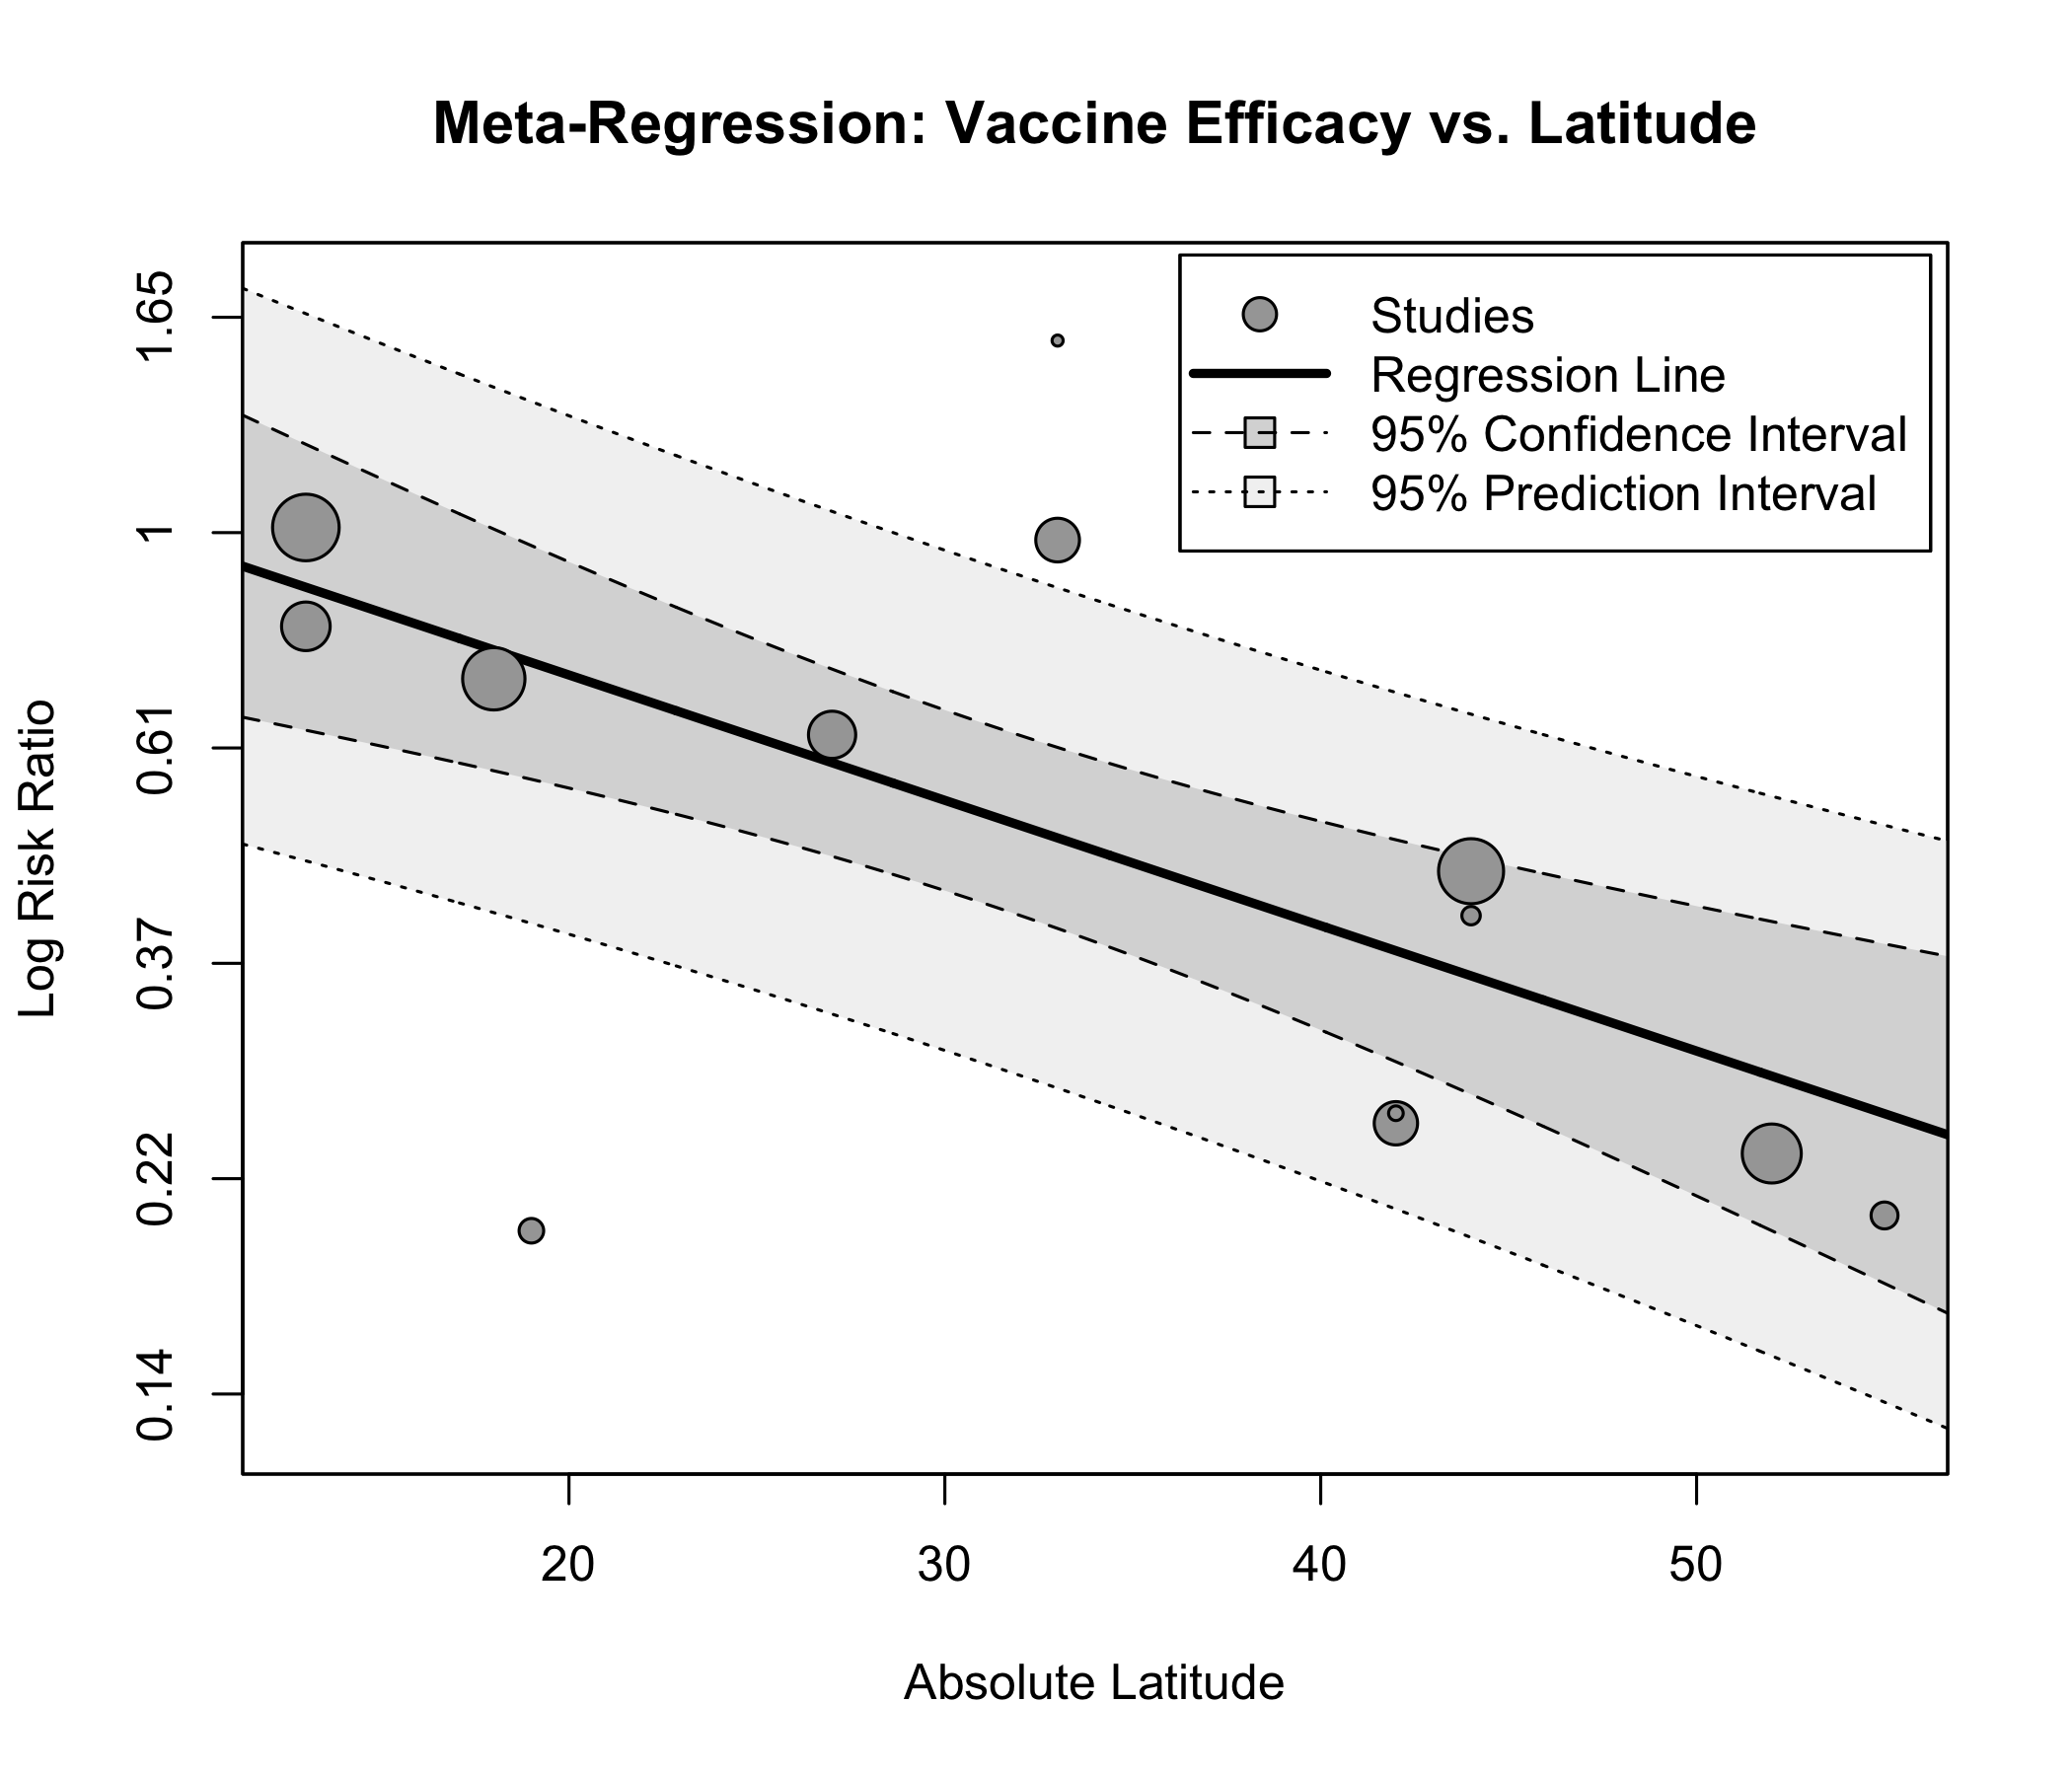 Meta-Regression: Vaccine Efficacy vs. Latitude
Studies
Regression Line
95% Confidence Interval
95% Prediction Interval
Log Risk Ratio
1.65
1
0.61
0.37
0.22
0.14
20 30 40 50
Absolute Latitude